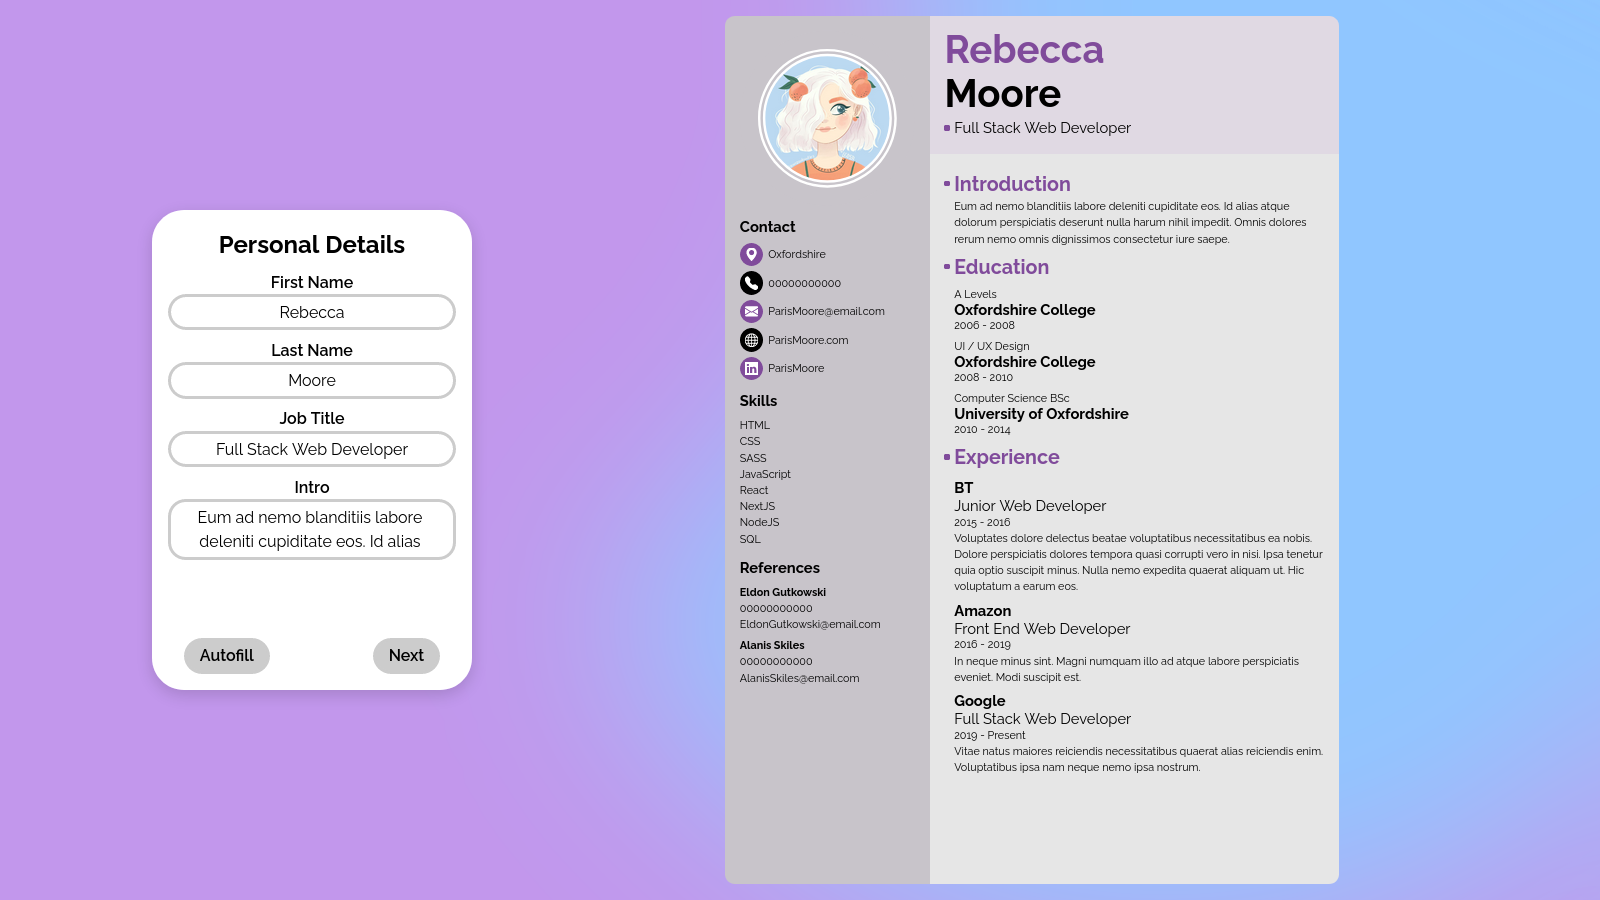 Personal Details
First Name
Rebecca
Last Name
Moore
Job Title
Full Stack Web Developer
Intro
Eum ad nemo blanditiis labore
deleniti cupiditate eos. Id alias
Autofill
Next
Contact
Oxfordshire
00000000000
ParisMoore@email.com
ParisMoore.com
in
ParisMoore
Skills
HTML
CSS
SASS
JavaScript
React
NextJS
NodeJS
SQL
References
Eldon Gutkowski
00000000000
EldonGutkowski@email.com
Alanis Skiles
00000000000
AlanisSkiles@email.com
Rebecca
Moore
Full Stack Web Developer
Introduction
Eum ad nemo blanditiis labore deleniti cupiditate eos. Id alias atque
dolorum perspiciatis deserunt nulla harum nihil impedit. Omnis dolores
rerum nemo omnis dignissimos consectetur iure saepe.
Education
A Levels
Oxfordshire College
2006 - 2008
UI / UX Design
Oxfordshire College
2008 - 2010
Computer Science BSc
University of Oxfordshire
2010 - 2014
Experience
BT
Junior Web Developer
2015 - 2016
Voluptates dolore delectus beatae voluptatibus necessitatibus ea nobis.
Dolore perspiciatis dolores tempora quasi corrupti vero in nisi. Ipsa tenetur
quia optio suscipit minus. Nulla nemo expedita quaerat aliquam ut. Hic
voluptatum a earum eos.
Amazon
Front End Web Developer
2016 - 2019
In neque minus sint. Magni numquam illo ad atque labore perspiciatis
eveniet. Modi suscipit est.
Google
Full Stack Web Developer
2019 - Present
Vitae natus maiores reiciendis necessitatibus quaerat alias reiciendis enim.
Voluptatibus ipsa nam neque nemo ipsa nostrum.